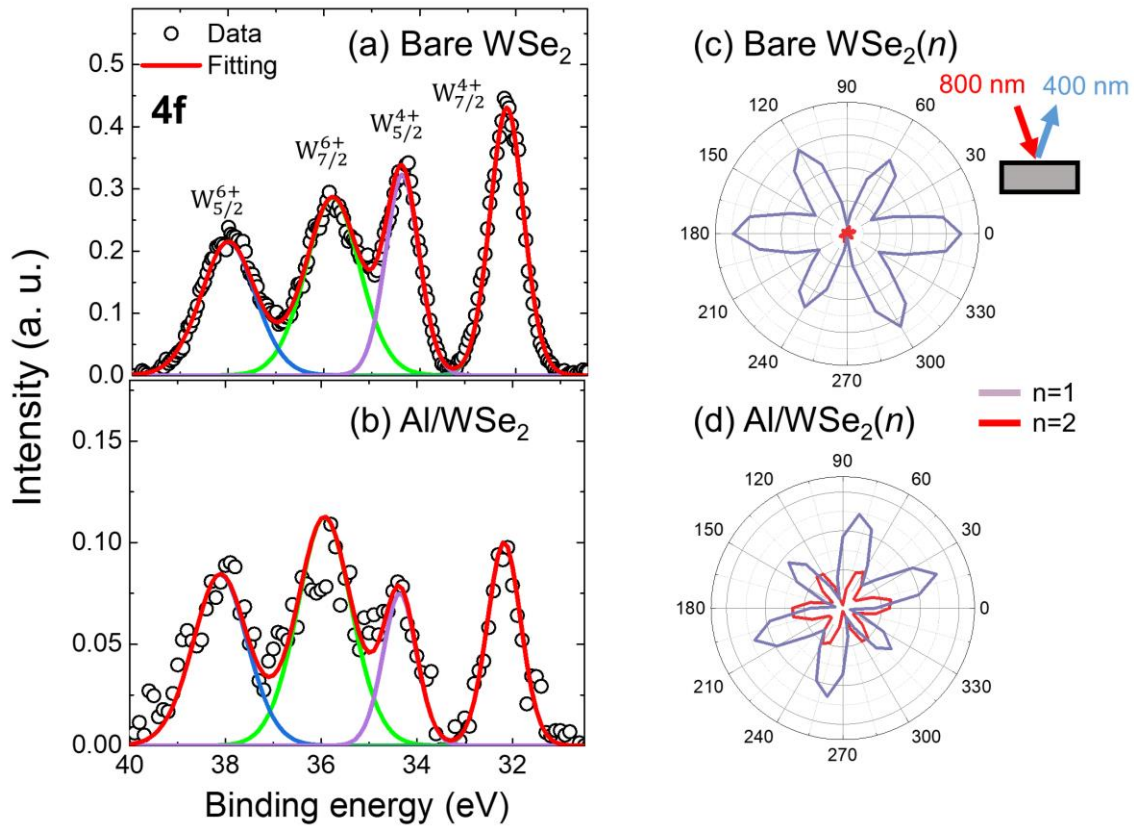 (a) Bare WSe₂
Data
Fitting
4f
W⁶⁺₅/₂
W⁶⁺₇/₂
W⁴⁺₅/₂
W⁴⁺₇/₂
0.5
0.4
0.3
0.2
0.1
0.0
(b) Al/WSe₂
0.15
0.10
0.05
0.00
40 38 36 34 32
Binding energy (eV)
Intensity (a. u.)
(c) Bare WSe₂(n)
800 nm
400 nm
90
60
30
0
330
300
270
240
210
180
150
120
n=1
n=2
(d) Al/WSe₂(n)
90
60
30
0
330
300
270
240
210
180
150
120